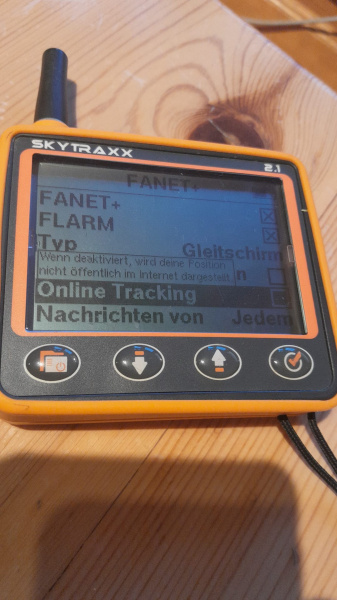 SKYTRAXX 2.1
FANET+
FANET+
FLARM
Typ Gleitschirm
Wenn deaktiviert, wird deine Position
nicht öffentlich im Internet dargestellt
n
Online Tracking
Nachrichten von Jedem